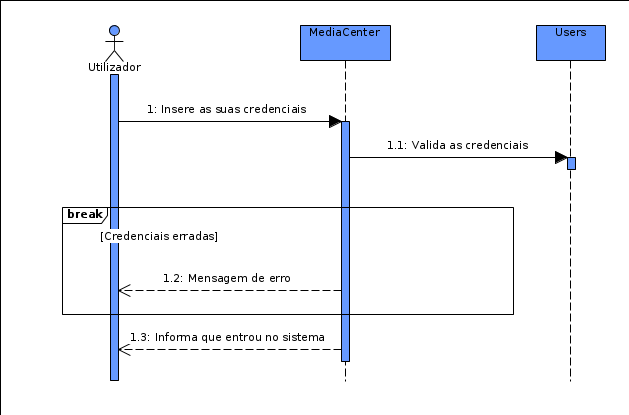 MediaCenter
Users
Utilizador
1: Insere as suas credenciais
1.1: Valida as credenciais
break
[Credenciais erradas]
1.2: Mensagem de erro
1.3: Informa que entrou no sistema